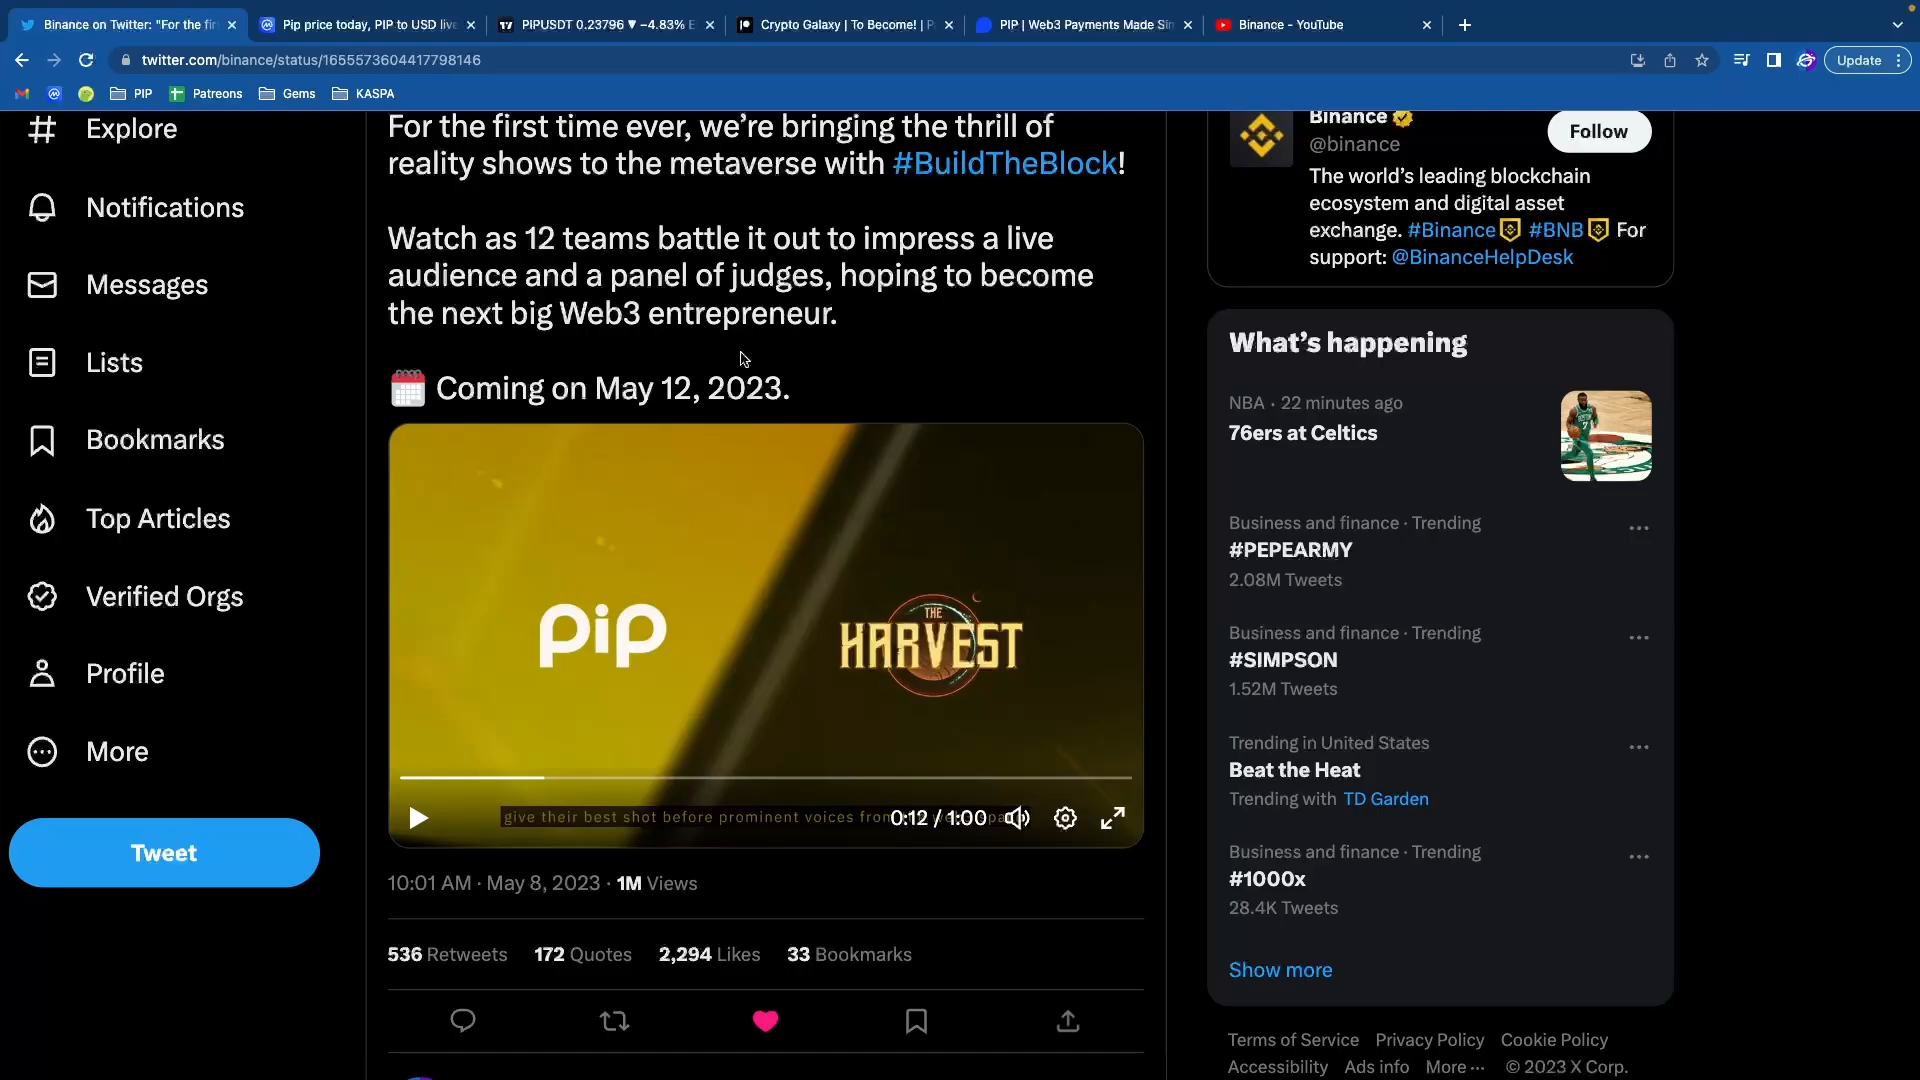 Binance on Twitter: "For the fir
Pip price today, PIP to USD live
PIPUSDT 0.23796 ▼ −4.83%
Crypto Galaxy | To Become! |
PIP | Web3 Payments Made Sim
Binance - YouTube
twitter.com/binance/status/1655573604417798146
Update
PIP
Patreons
Gems
KASPA
Explore
Notifications
Messages
Lists
Bookmarks
Top Articles
Verified Orgs
Profile
More
Tweet
For the first time ever, we’re bringing the thrill of
reality shows to the metaverse with #BuildTheBlock!
Watch as 12 teams battle it out to impress a live
audience and a panel of judges, hoping to become
the next big Web3 entrepreneur.
Coming on May 12, 2023.
pip
THE
HARVEST
give their best shot before prominent voices from
0:12 / 1:00
10:01 AM · May 8, 2023 · 1M Views
536 Retweets 172 Quotes 2,294 Likes 33 Bookmarks
Binance
@binance
Follow
The world’s leading blockchain
ecosystem and digital asset
exchange. #Binance #BNB For
support: @BinanceHelpDesk
What’s happening
NBA · 22 minutes ago
76ers at Celtics
Business and finance · Trending
#PEPEARMY
2.08M Tweets
Business and finance · Trending
#SIMPSON
1.52M Tweets
Trending in United States
Beat the Heat
Trending with TD Garden
Business and finance · Trending
#1000x
28.4K Tweets
Show more
Terms of Service Privacy Policy Cookie Policy
Accessibility Ads info More ··· © 2023 X Corp.